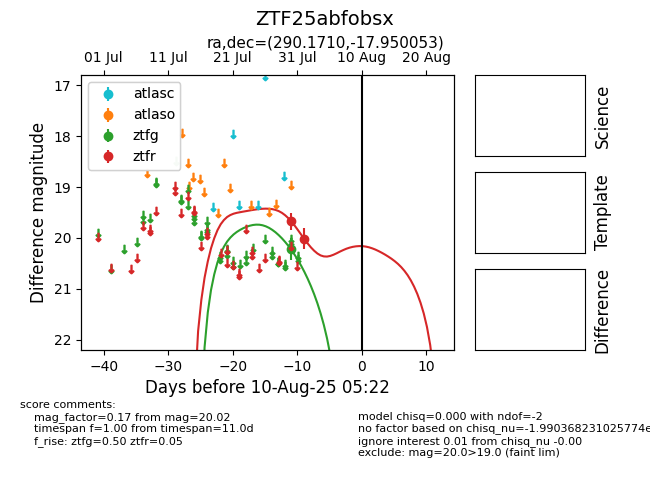 ZTF25abfobsx
ra,dec=(290.1710,-17.950053)
01 Jul 11 Jul 21 Jul 31 Jul 10 Aug 20 Aug
17
18
19
20
21
22
Difference magnitude
atlasc
atlaso
ztfg
ztfr
−40 −30 −20 −10 0 10
Days before 10-Aug-25 05:22
Science
Template
Difference
score comments:
mag_factor=0.17 from mag=20.02
timespan f=1.00 from timespan=11.0d
f_rise: ztfg=0.50 ztfr=0.05
model chisq=0.000 with ndof=-2
no factor based on chisq_nu=-1.990368231025774e
ignore interest 0.01 from chisq_nu -0.00
exclude: mag=20.0>19.0 (faint lim)